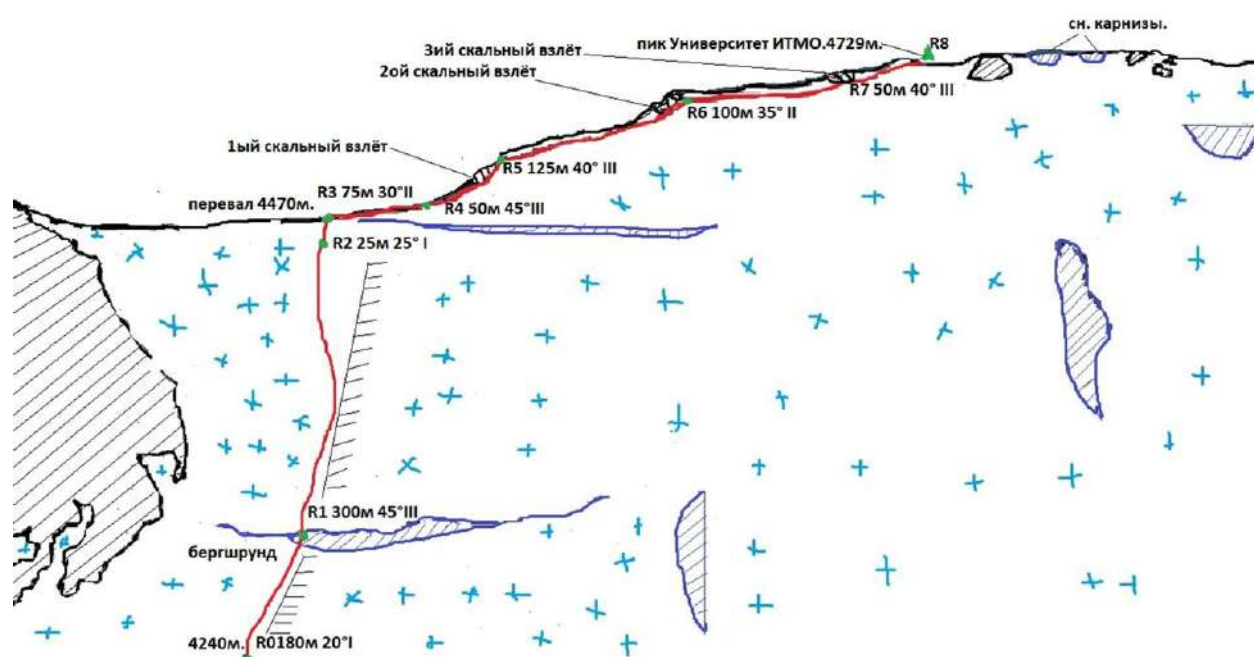 сн. карнизы.
3ий скальный взлёт
пик Университет ИТМО.4729м.
R8
2ой скальный взлёт
R7 50м 40° III
R6 100м 35° II
1ый скальный взлёт
R5 125м 40° III
R3 75м 30°II
перевал 4470м.
R4 50м 45°III
R2 25м 25° I
R1 300м 45°III
бергшрунд
4240м. R0180м 20°I